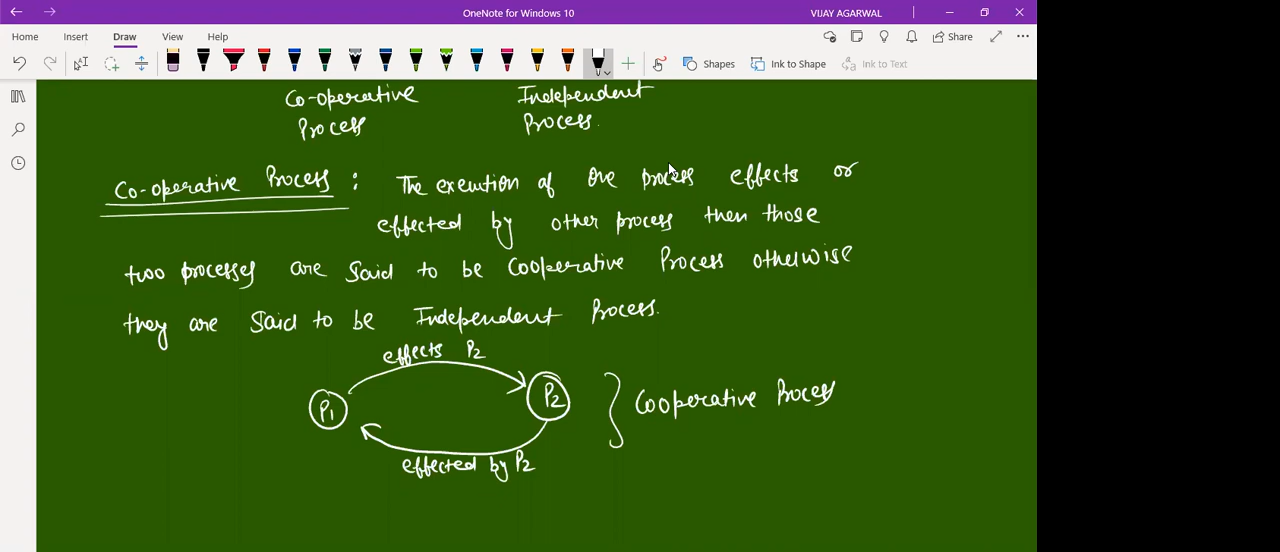 OneNote for Windows 10
VIJAY AGARWAL
Home Insert Draw View Help
Share
Shapes Ink to Shape Ink to Text
Co-operative Independent
Process Process.
Co-operative Process : The exeution of one process effects or
effected by other process then those
two processes are said to be Cooperative Process otherwise
they are said to be Independent Process.
effects P2
P1 P2 } Cooperative Process
effected by P2